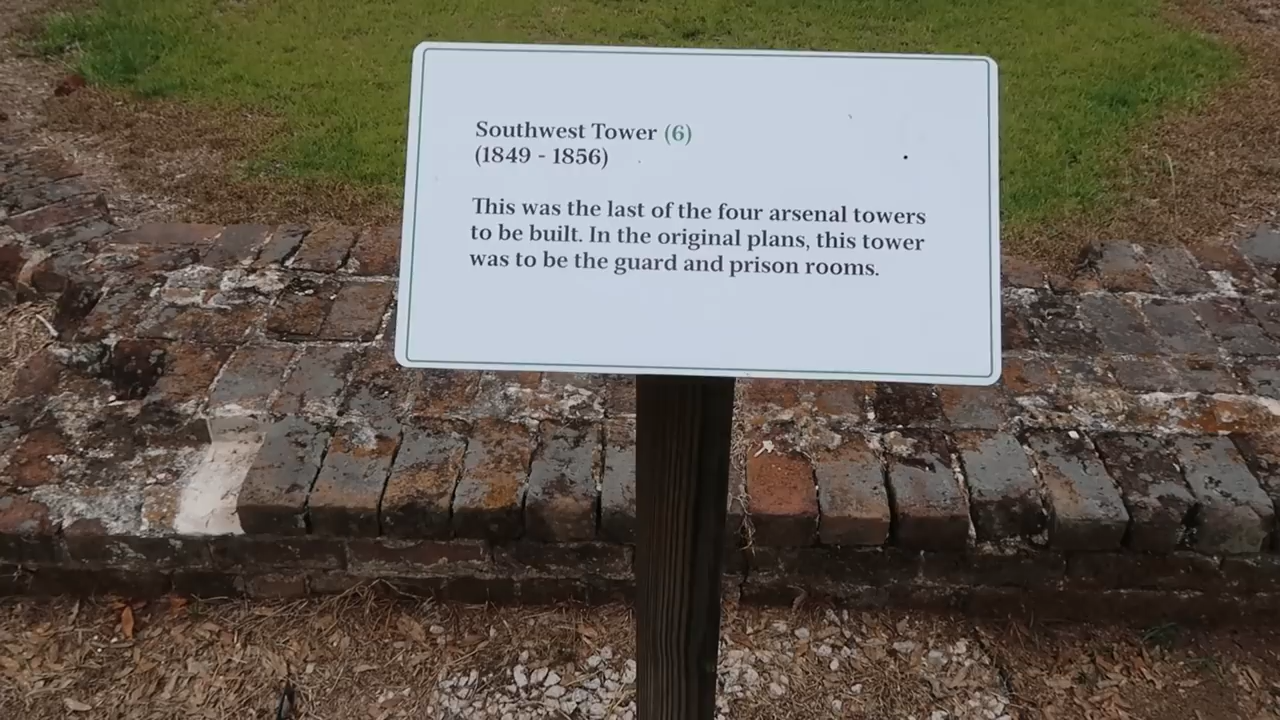 Southwest Tower (6)
(1849 - 1856)
This was the last of the four arsenal towers
to be built. In the original plans, this tower
was to be the guard and prison rooms.